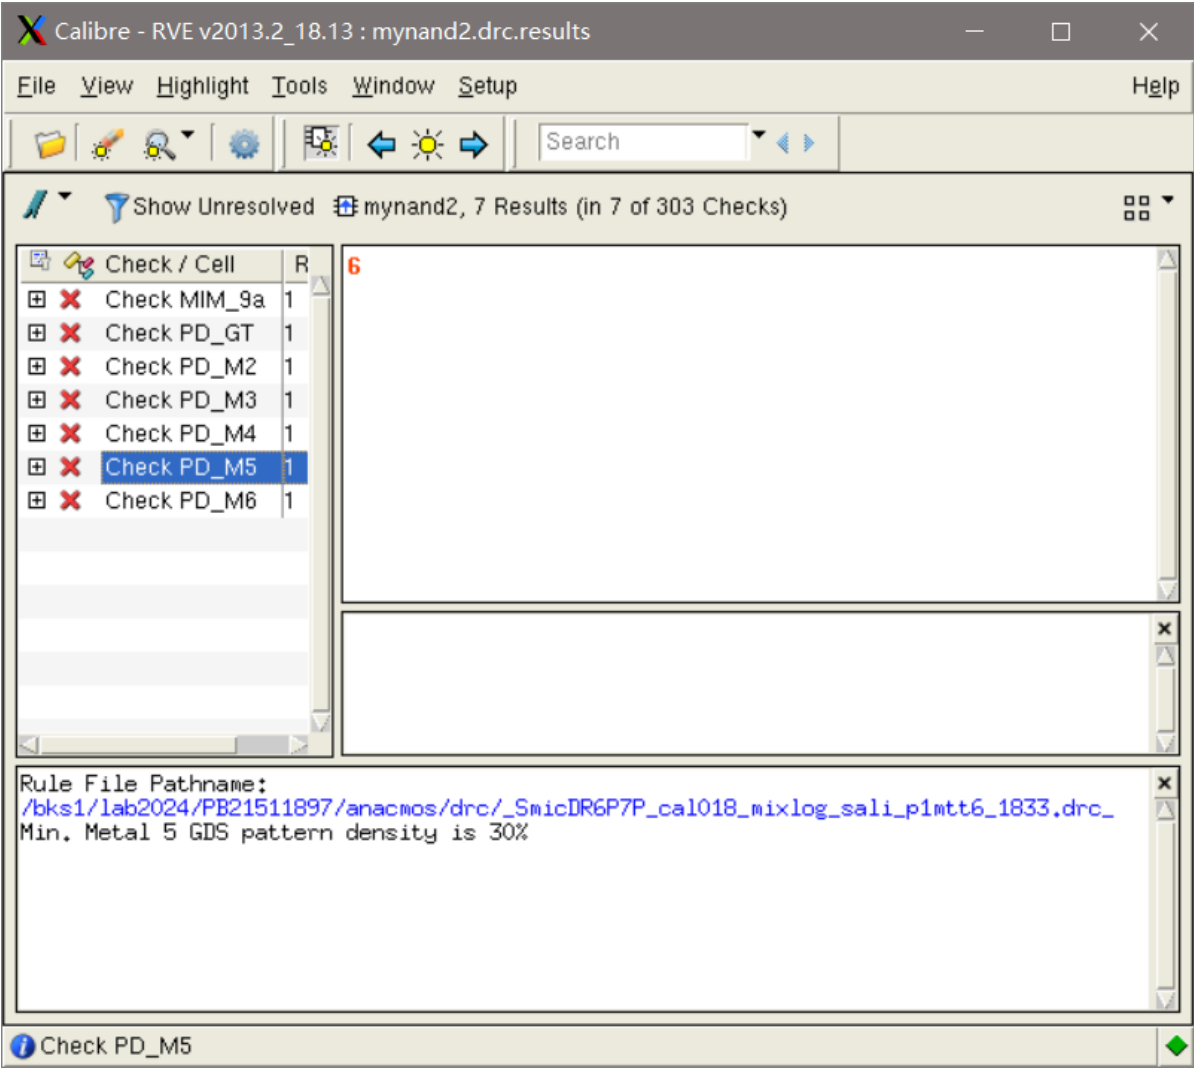 Calibre - RVE v2013.2_18.13 : mynand2.drc.results
File View Highlight Tools Window Setup Help
Search
Show Unresolved mynand2, 7 Results (in 7 of 303 Checks)
Check / Cell R
6
Check MIM_9a 1
Check PD_GT 1
Check PD_M2 1
Check PD_M3 1
Check PD_M4 1
Check PD_M5 1
Check PD_M6 1
Rule File Pathname:
/bks1/lab2024/PB21511897/anacmos/drc/_SmicDR6P7P_cal018_mixlog_sali_p1mtt6_1833.drc_
Min. Metal 5 GDS pattern density is 30%
Check PD_M5